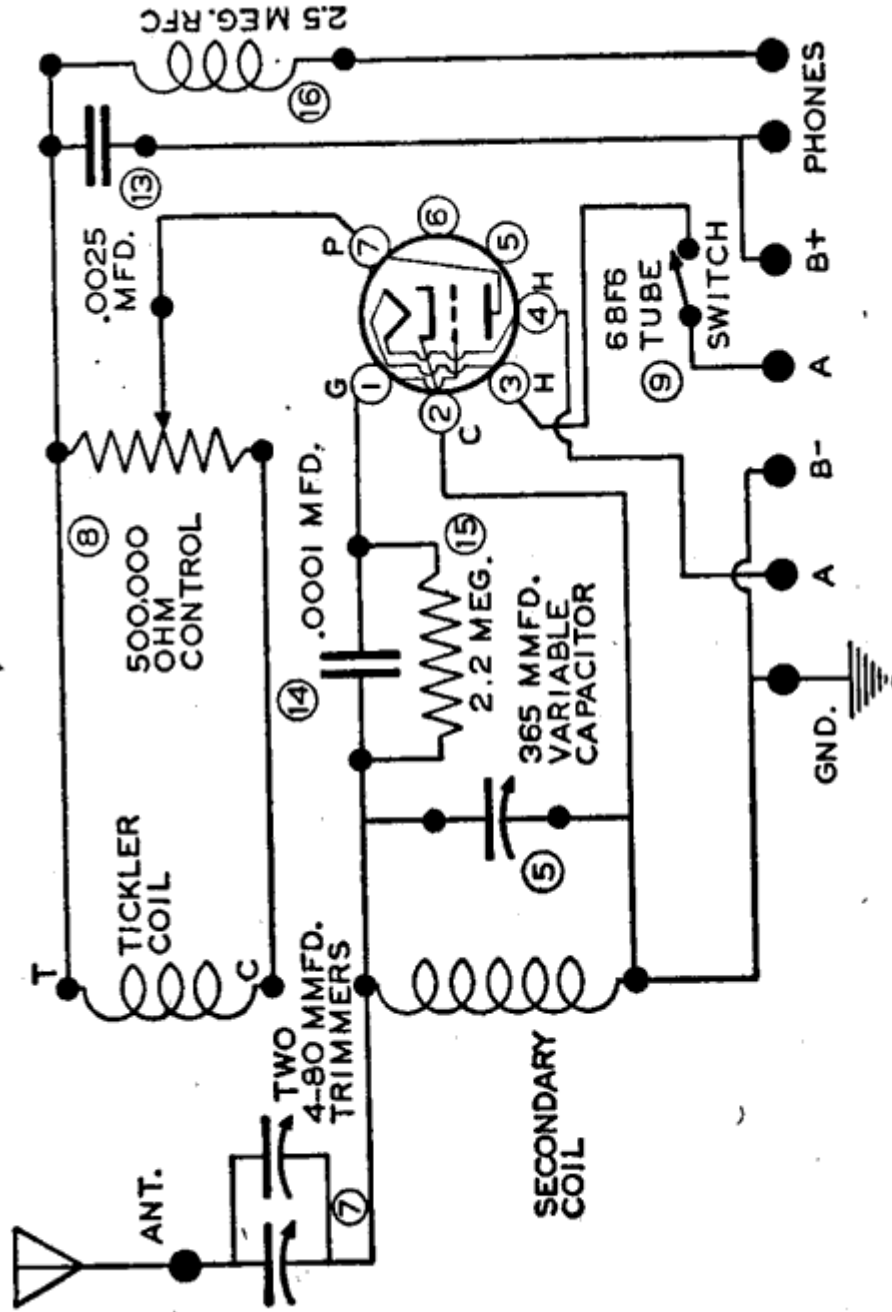 ANT.
TWO
4-80 MMFD.
TRIMMERS
7
SECONDARY
COIL
T
TICKLER
COIL
C
8
500,000
OHM
CONTROL
14
.0001 MFD.
15
2.2 MEG.
5
365 MMFD.
VARIABLE
CAPACITOR
.0025
MFD.
13
16
2.5 MEG. RFC
G
1
2
C
3
H
4
H
5
6
7
P
6BF6
TUBE
9
SWITCH
GND.
A
B-
A
B+
PHONES